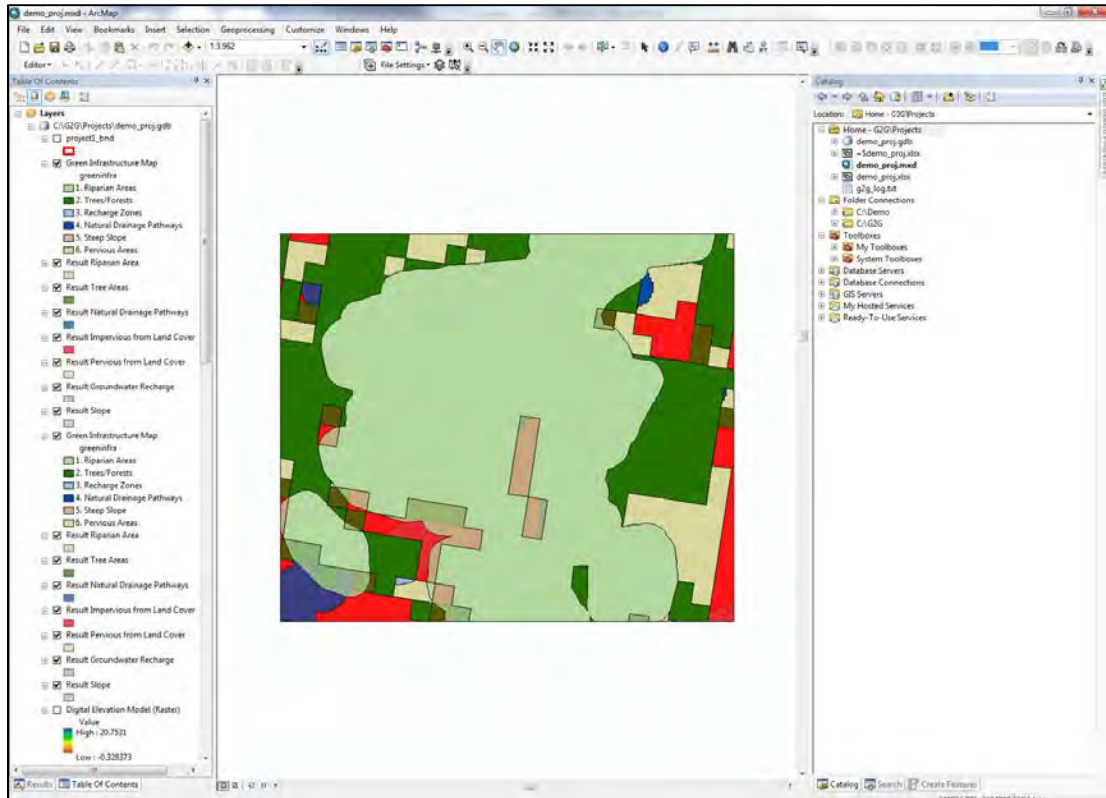 demo_proj.mxd - ArcMap
File Edit View Bookmarks Insert Selection Geoprocessing Customize Windows Help
1:3,962
Editor
File Settings
Table Of Contents
Layers
C:\G2G\Projects\demo_proj.gdb
project1_bnd
Green Infrastructure Map
greeninfra
1. Riparian Areas
2. Trees/Forests
3. Recharge Zones
4. Natural Drainage Pathways
5. Steep Slope
6. Pervious Areas
Result Riparian Area
Result Tree Areas
Result Natural Drainage Pathways
Result Impervious from Land Cover
Result Pervious from Land Cover
Result Groundwater Recharge
Result Slope
Green Infrastructure Map
greeninfra
1. Riparian Areas
2. Trees/Forests
3. Recharge Zones
4. Natural Drainage Pathways
5. Steep Slope
6. Pervious Areas
Result Riparian Area
Result Tree Areas
Result Natural Drainage Pathways
Result Impervious from Land Cover
Result Pervious from Land Cover
Result Groundwater Recharge
Result Slope
Digital Elevation Model (Raster)
Value
High : 20.7531
Low : -0.328373
Results Table Of Contents
Catalog
Location: Home - G2G\Projects
Home - G2G\Projects
demo_proj.gdb
~$demo_proj.xlsx
demo_proj.mxd
demo_proj.xlsx
g2g_log.txt
Folder Connections
C:\Demo
C:\G2G
Toolboxes
My Toolboxes
System Toolboxes
Database Servers
Database Connections
GIS Servers
My Hosted Services
Ready-To-Use Services
Catalog Search Create Features